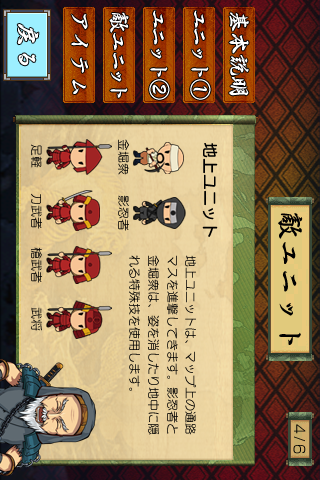 敵ユニット
4/6
基本説明
ユニット①
ユニット②
敵ユニット
アイテム
戻る
地上ユニット
地上ユニットは、マップ上の通路
マスを進撃してきます。影忍者と
金堀衆は、姿を消したり地中に隠
れる特殊技を使用します。
金堀衆 影忍者
足軽 刀武者 槍武者 武将